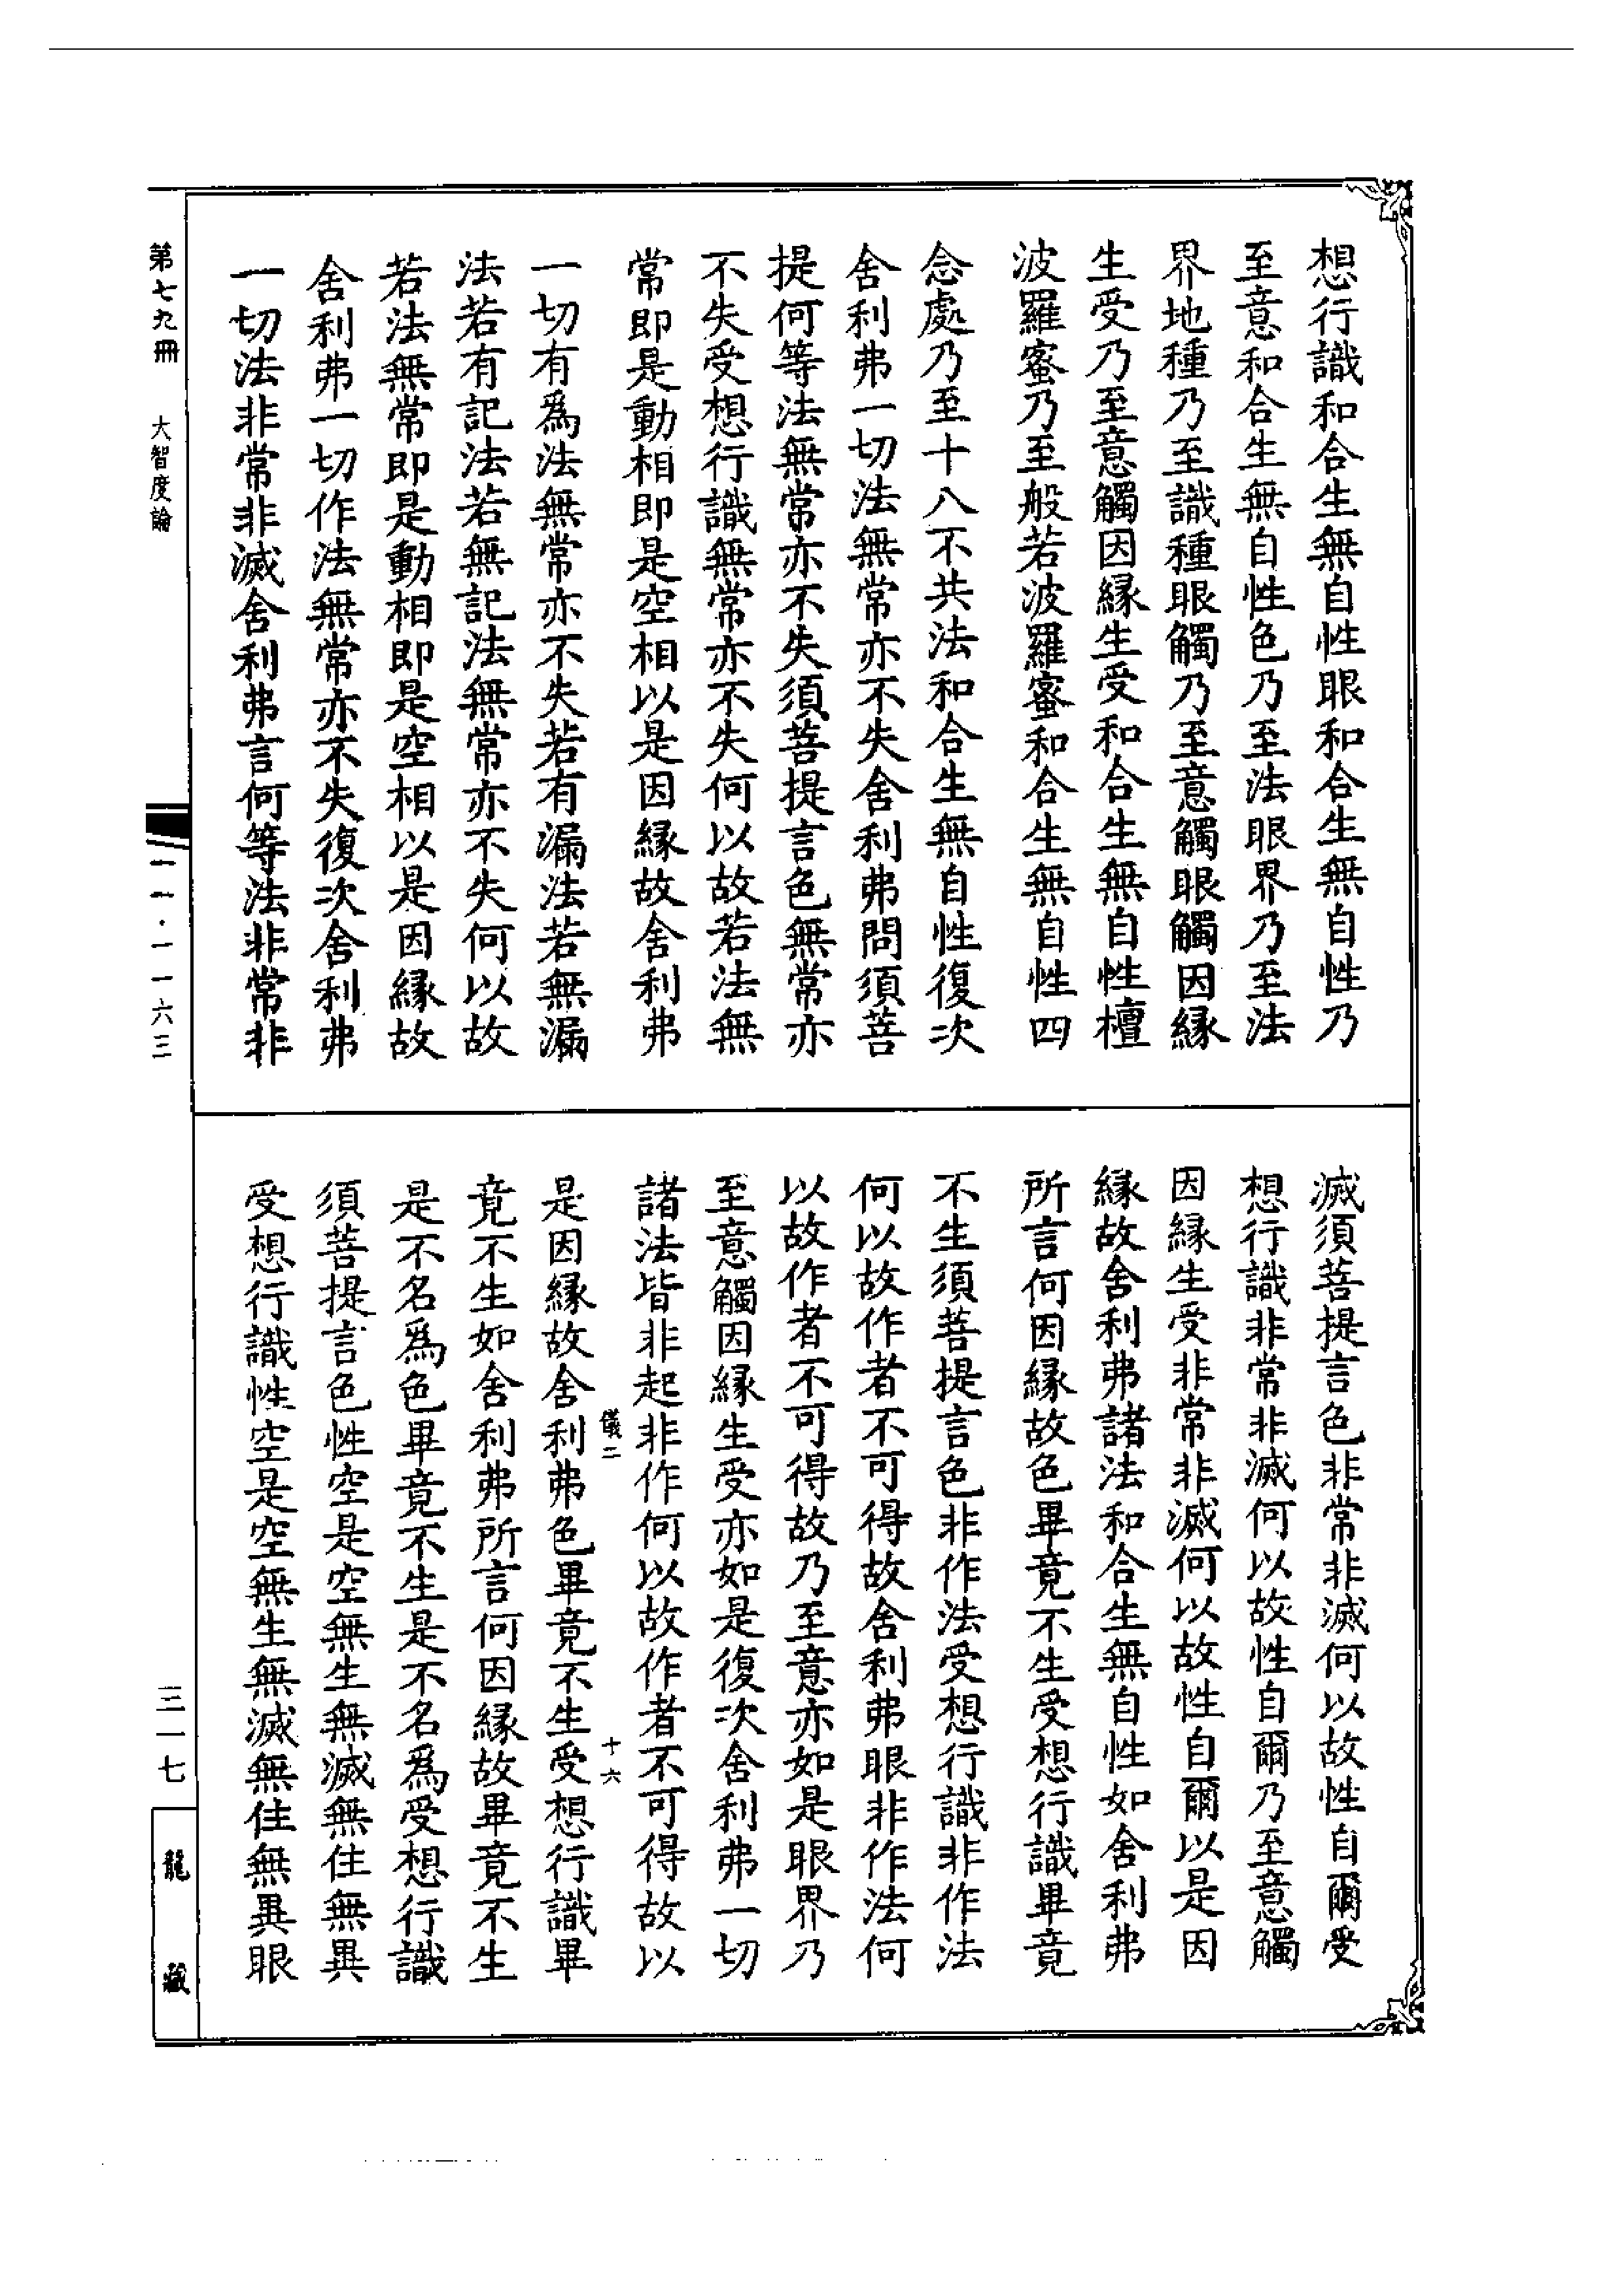 想行識和合生無自性眼和合生無自性乃
至意和合生無自性色乃至法眼界乃至法
界地種乃至識種眼觸乃至意觸眼觸因縁
生受乃至意觸因縁生受和合生無自性檀
波羅蜜乃至般若波羅蜜和合生無自性四
念處乃至十八不共法和合生無自性復次
舍利弗一切法無常亦不失舍利弗問須菩
提何等法無常亦不失須菩提言色無常亦
不失受想行識無常亦不失何以故若法無
常即是動相即是空相以是因縁故舍利弗
一切有爲法無常亦不失若有漏法若無漏
法若有記法若無記法無常亦不失何以故
若法無常即是動相即是空相以是因縁故
舍利弗一切作法無常亦不失復次舍利弗
一切法非常非滅舍利弗言何等法非常非
滅須菩提言色非常非滅何以故性自爾受
想行識非常非滅何以故性自爾乃至意觸
因縁生受非常非滅何以故性自爾以是因
縁故舍利弗諸法和合生無自性如舍利弗
所言何因縁故色畢竟不生受想行識畢竟
不生須菩提言色非作法受想行識非作法
何以故作者不可得故舍利弗眼非作法何
以故作者不可得故乃至意亦如是眼界乃
至意觸因縁生受亦如是復次舍利弗一切
諸法皆非起非作何以故作者不可得故以
儀二 十六
是因縁故舍利弗色畢竟不生受想行識畢
竟不生如舍利弗所言何因縁故畢竟不生
是不名爲色畢竟不生是不名爲受想行識
須菩提言色性空是空無生無滅無住無異
受想行識性空是空無生無滅無住無異眼
第七九冊 大智度論
一一·一一六三
三一七
龍藏